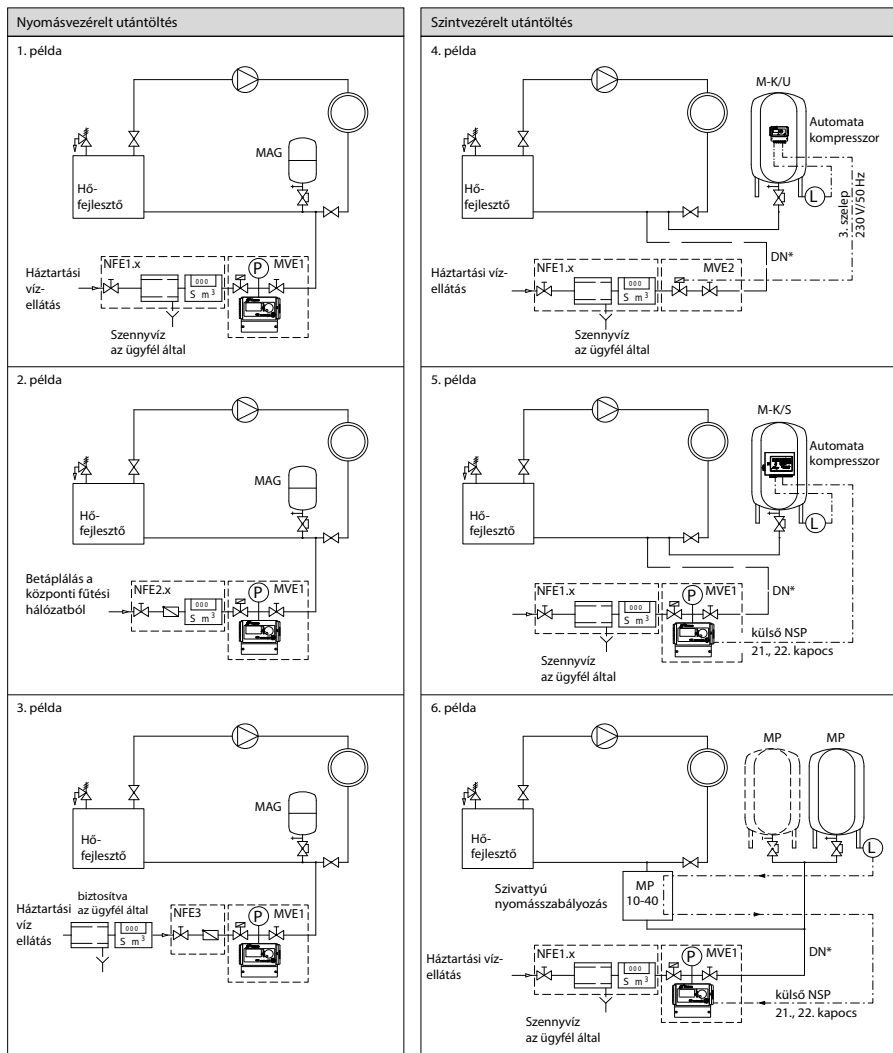 Nyomásvezérelt utántöltés
1. példa
MAG
Hő-
fejlesztő
NFE1.x
P
MVE1
Háztartási víz-
ellátás
000
S m³
Szennyvíz
az ügyfél által
2. példa
MAG
Hő-
fejlesztő
Betáplálás a
központi fűtési
hálózatból
NFE2.x
P
MVE1
000
S m³
3. példa
MAG
Hő-
fejlesztő
Háztartási
víz
ellátás
biztosítva
az ügyfél által
000
S m³
NFE3
P
MVE1
Szintvezérelt utántöltés
4. példa
M-K/U
Automata
kompresszor
Hő-
fejlesztő
L
3. szelep
230 V/50 Hz
DN*
Háztartási víz-
ellátás
NFE1.x
MVE2
000
S m³
Szennyvíz
az ügyfél által
5. példa
M-K/S
Automata
kompresszor
Hő-
fejlesztő
L
DN*
NFE1.x
P
MVE1
000
S m³
külső NSP
21., 22. kapocs
Szennyvíz
az ügyfél által
6. példa
MP
MP
Hő-
fejlesztő
L
Szivattyú
nyomásszabályozás
MP
10-40
DN*
Háztartási víz-
ellátás
NFE1.x
P
MVE1
000
S m³
külső NSP
21., 22. kapocs
Szennyvíz
az ügyfél által